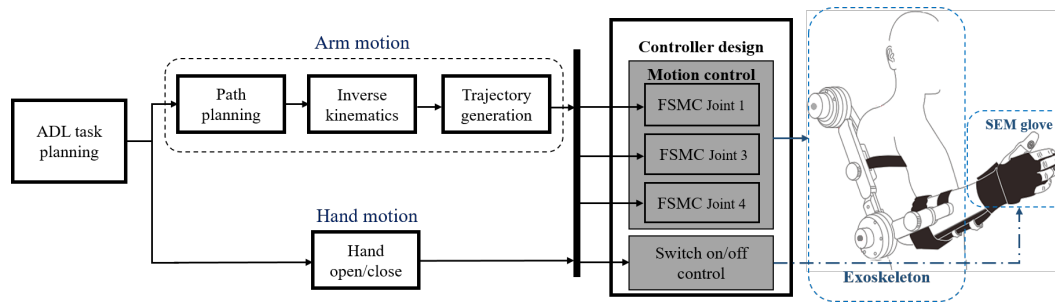 ADL task
planning
Arm motion
Path
planning
Inverse
kinematics
Trajectory
generation
Hand motion
Hand
open/close
Controller design
Motion control
FSMC Joint 1
FSMC Joint 3
FSMC Joint 4
Switch on/off
control
SEM glove
Exoskeleton